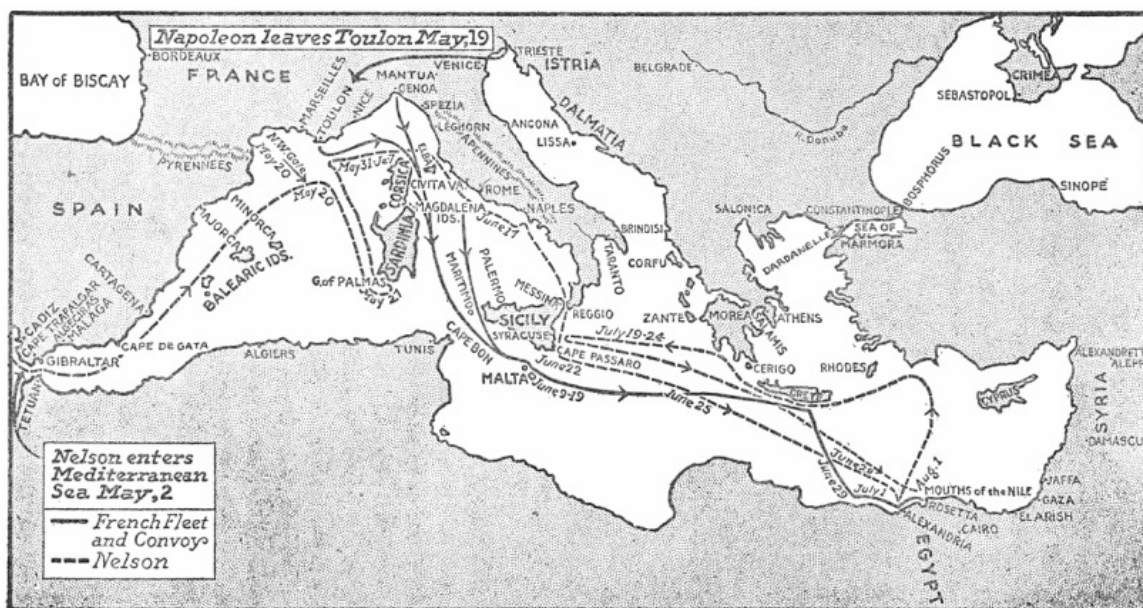 Napoleon leaves Toulon May,19
BAY of BISCAY
BORDEAUX
FRANCE
PYRENNEES
SPAIN
MARSEILLES
TOULON
NICE
MANTUA
GENOA
VENICE
TRIESTE
ISTRIA
BELGRADE
R. Danube
SPEZIA
LEGHORN
APENNINES
ELBA
ANCONA
LISSA
DALMATIA
CRIMEA
SEBASTOPOL
BLACK SEA
SINOPE
BOSPHORUS
N.W. Gale
May 20
May 20
May 31-Je.7
CORSICA
CIVITA VA.
ROME
MAGDALENA
IDS.
NAPLES
June 17
SARDINIA
G. of PALMAS
May 27
MINORCA
MAJORCA
BALEARIC IDS.
CARTAGENA
CADIZ
CAPE TRAFALGAR
MALAGA
GIBRALTAR
CAPE DE GATA
TETUAN
ALGIERS
TUNIS
MARITIMO
PALERMO
CAPE BON
SICILY
SYRACUSE
MESSINA
REGGIO
CAPE PASSARO
TARANTO
BRINDISI
CORFU
ZANTE
MOREA
SALAMIS
ATHENS
SALONICA
CONSTANTINOPLE
DARDANELLES
SEA OF
MARMORA
CERIGO
RHODES
CRETE
CYPRUS
SYRIA
DAMASCU
JAFFA
GAZA
EL ARISH
MALTA
June 9-19
June 22
June 25
July 19-24
June 29
July 1
Aug. 1
MOUTHS of the NILE
ROSETTA
CAIRO
ALEXANDRIA
EGYPT
Nelson enters
Mediterranean
Sea May, 2
French Fleet
and Convoy
Nelson